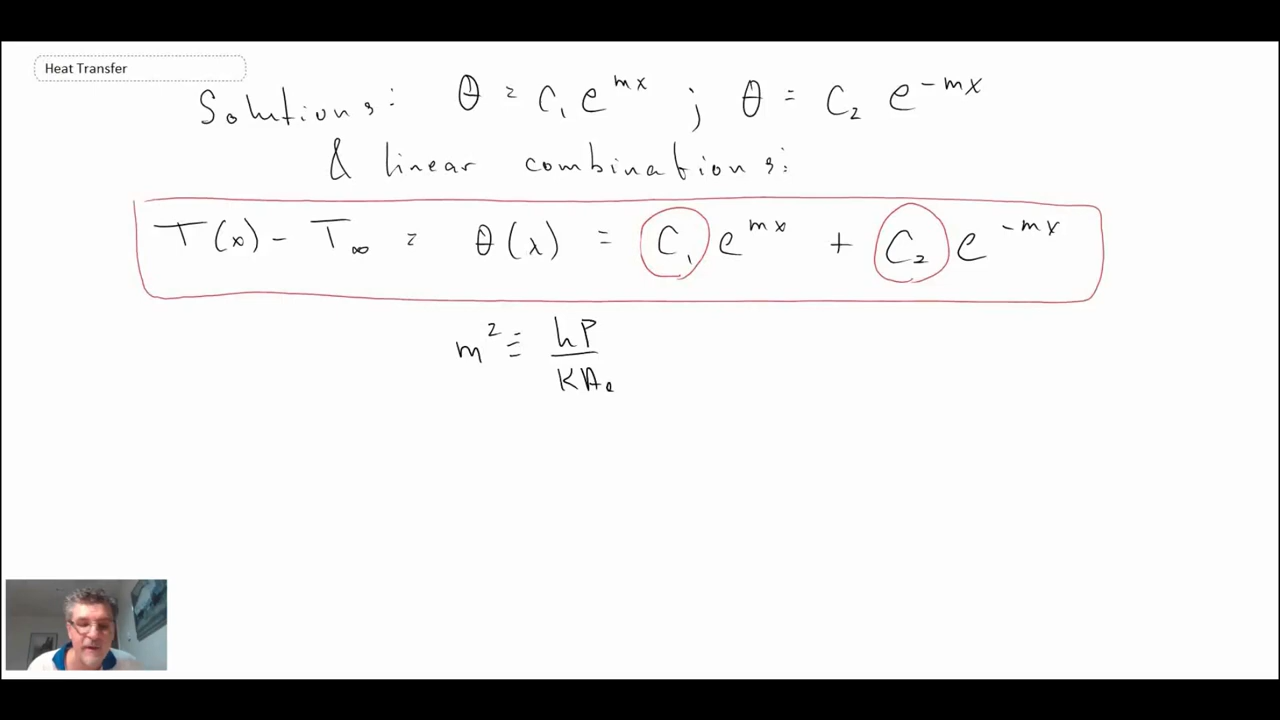 Heat Transfer
Solutions: θ = C₁ e^mx ; θ = C₂ e^-mx
& linear combinations:
T(x) - T∞ = θ(x) = C₁ e^mx + C₂ e^-mx
m² ≡ hP / KAc